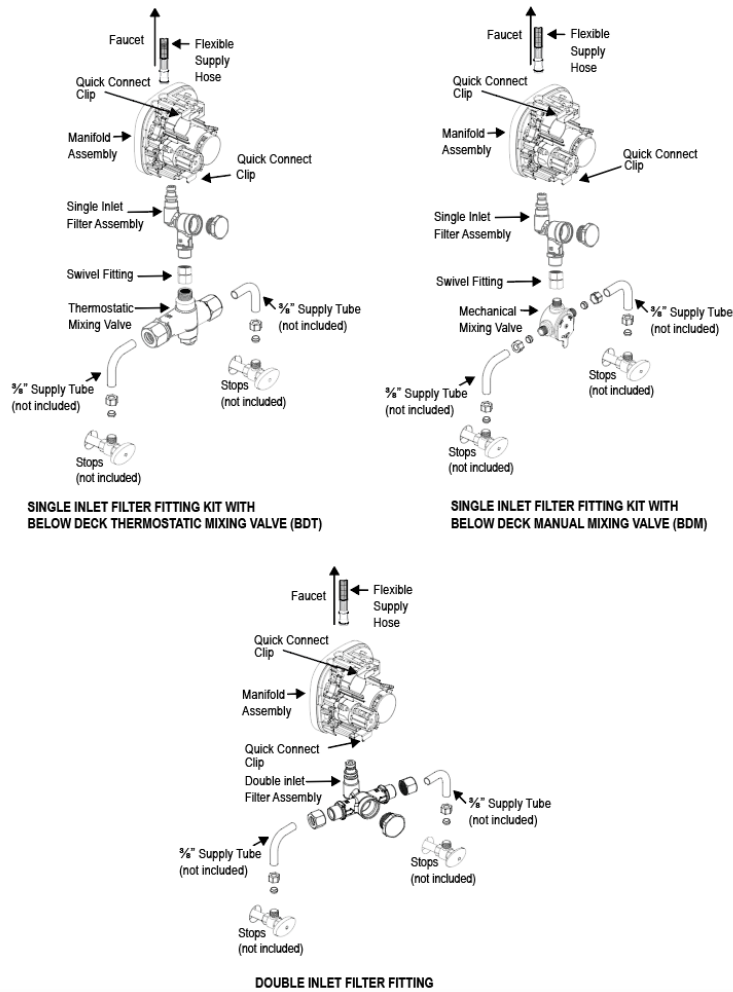 Faucet
Flexible
Supply
Hose
Quick Connect
Clip
Manifold
Assembly
Quick Connect
Clip
Single Inlet
Filter Assembly
Swivel Fitting
Thermostatic
Mixing Valve
⅜" Supply Tube
(not included)
⅜" Supply Tube
(not included)
Stops
(not included)
Stops
(not included)
SINGLE INLET FILTER FITTING KIT WITH
BELOW DECK THERMOSTATIC MIXING VALVE (BDT)
Faucet
Flexible
Supply
Hose
Quick Connect
Clip
Manifold
Assembly
Quick Connect
Clip
Single Inlet
Filter Assembly
Swivel Fitting
Mechanical
Mixing Valve
⅜" Supply Tube
(not included)
⅜" Supply Tube
(not included)
Stops
(not included)
Stops
(not included)
SINGLE INLET FILTER FITTING KIT WITH
BELOW DECK MANUAL MIXING VALVE (BDM)
Faucet
Flexible
Supply
Hose
Quick Connect
Clip
Manifold
Assembly
Quick Connect
Clip
Double inlet
Filter Assembly
⅜" Supply Tube
(not included)
⅜" Supply Tube
(not included)
Stops
(not included)
Stops
(not included)
DOUBLE INLET FILTER FITTING